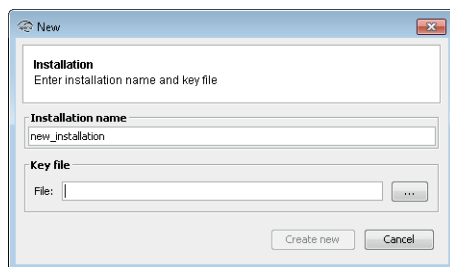 New
Installation
Enter installation name and key file
Installation name
new_installation
Key file
File:
...
Create new
Cancel